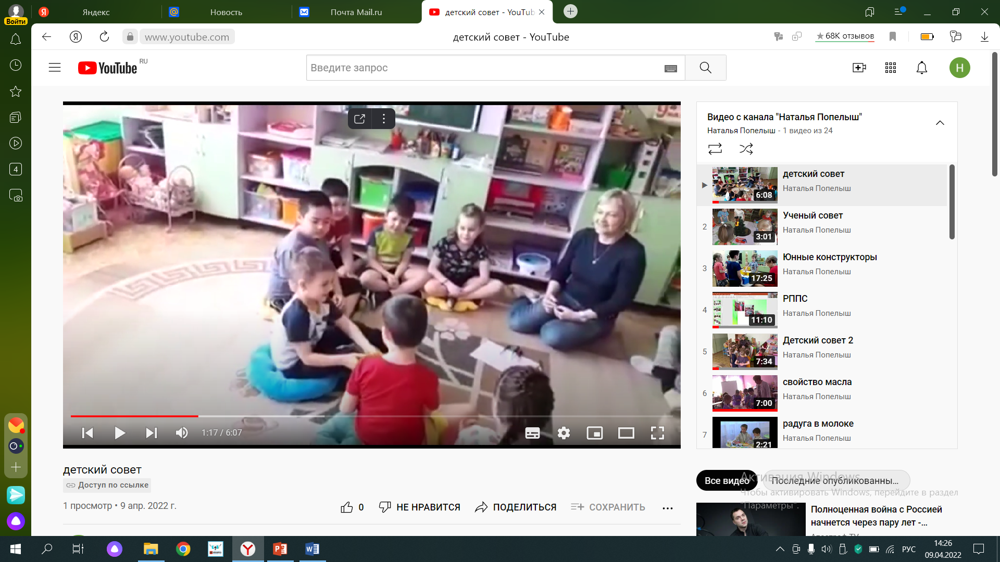 Войти
Яндекс
Новость
Почта Mail.ru
детский совет - YouTub
www.youtube.com
детский совет - YouTube
68K отзывов
YouTube
RU
Введите запрос
Н
4
Видео с канала "Наталья Попелыш"
Наталья Попелыш - 1 видео из 24
детский совет
Наталья Попелыш
6:08
2
Ученый совет
Наталья Попелыш
3:01
3
Юнные конструкторы
Наталья Попелыш
17:25
4
РППС
Наталья Попелыш
11:10
5
Детский совет 2
Наталья Попелыш
7:34
6
свойство масла
Наталья Попелыш
7:00
7
радуга в молоке
Наталья Попелыш
2:21
1:17 / 6:07
детский совет
Доступ по ссылке
1 просмотр • 9 апр. 2022 г.
0
НЕ НРАВИТСЯ
ПОДЕЛИТЬСЯ
СОХРАНИТЬ
Все видео
Последние опубликованны...
Активация Windows
Чтобы активировать Windows, перейдите в раздел
"Параметры".
Полноценная война с Россией
начнется через пару лет -...
РУС
14:26
09.04.2022